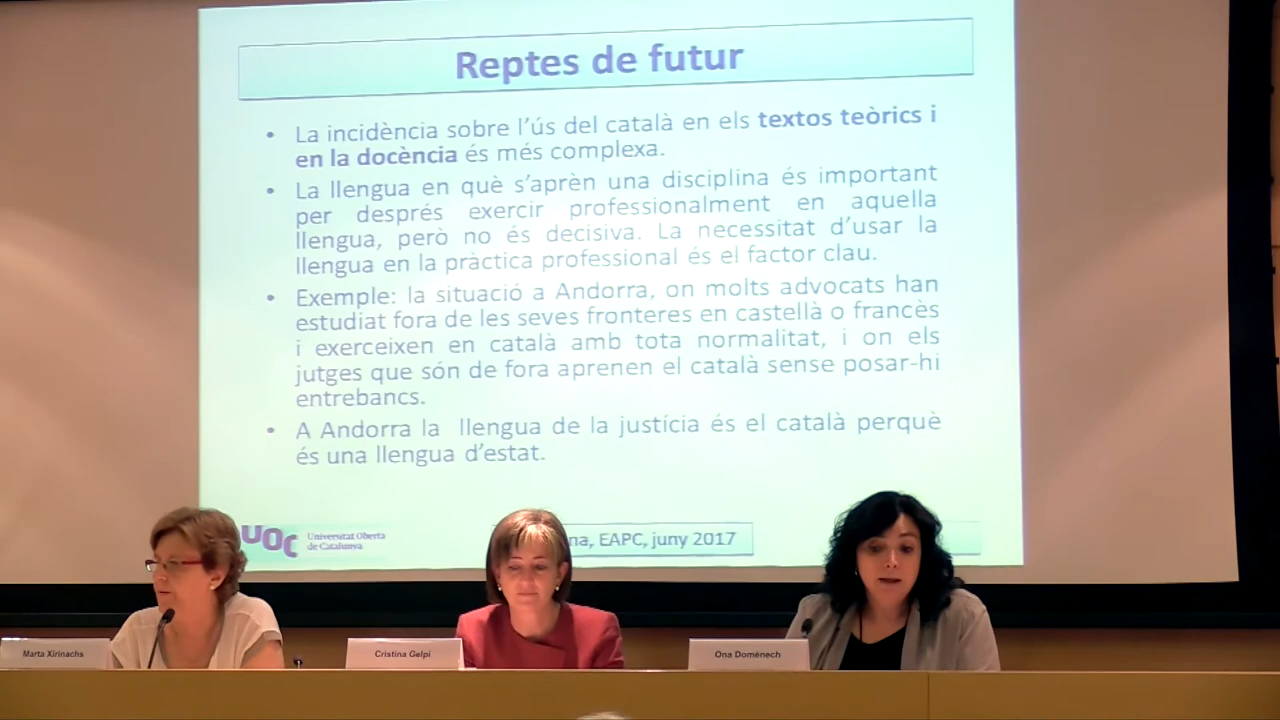 Reptes de futur
• La incidència sobre l'ús del català en els textos teòrics i
en la docència és més complexa.
• La llengua en què s'aprèn una disciplina és important
per després exercir professionalment en aquella
llengua, però no és decisiva. La necessitat d'usar la
llengua en la pràctica professional és el factor clau.
• Exemple: la situació a Andorra, on molts advocats han
estudiat fora de les seves fronteres en castellà o francès
i exerceixen en català amb tota normalitat, i on els
jutges que són de fora aprenen el català sense posar-hi
entrebancs.
• A Andorra la llengua de la justícia és el català perquè
és una llengua d'estat.
UOC
Universitat Oberta
de Catalunya
na, EAPC, juny 2017
Marta Xirinachs
Cristina Gelpí
Ona Domènech